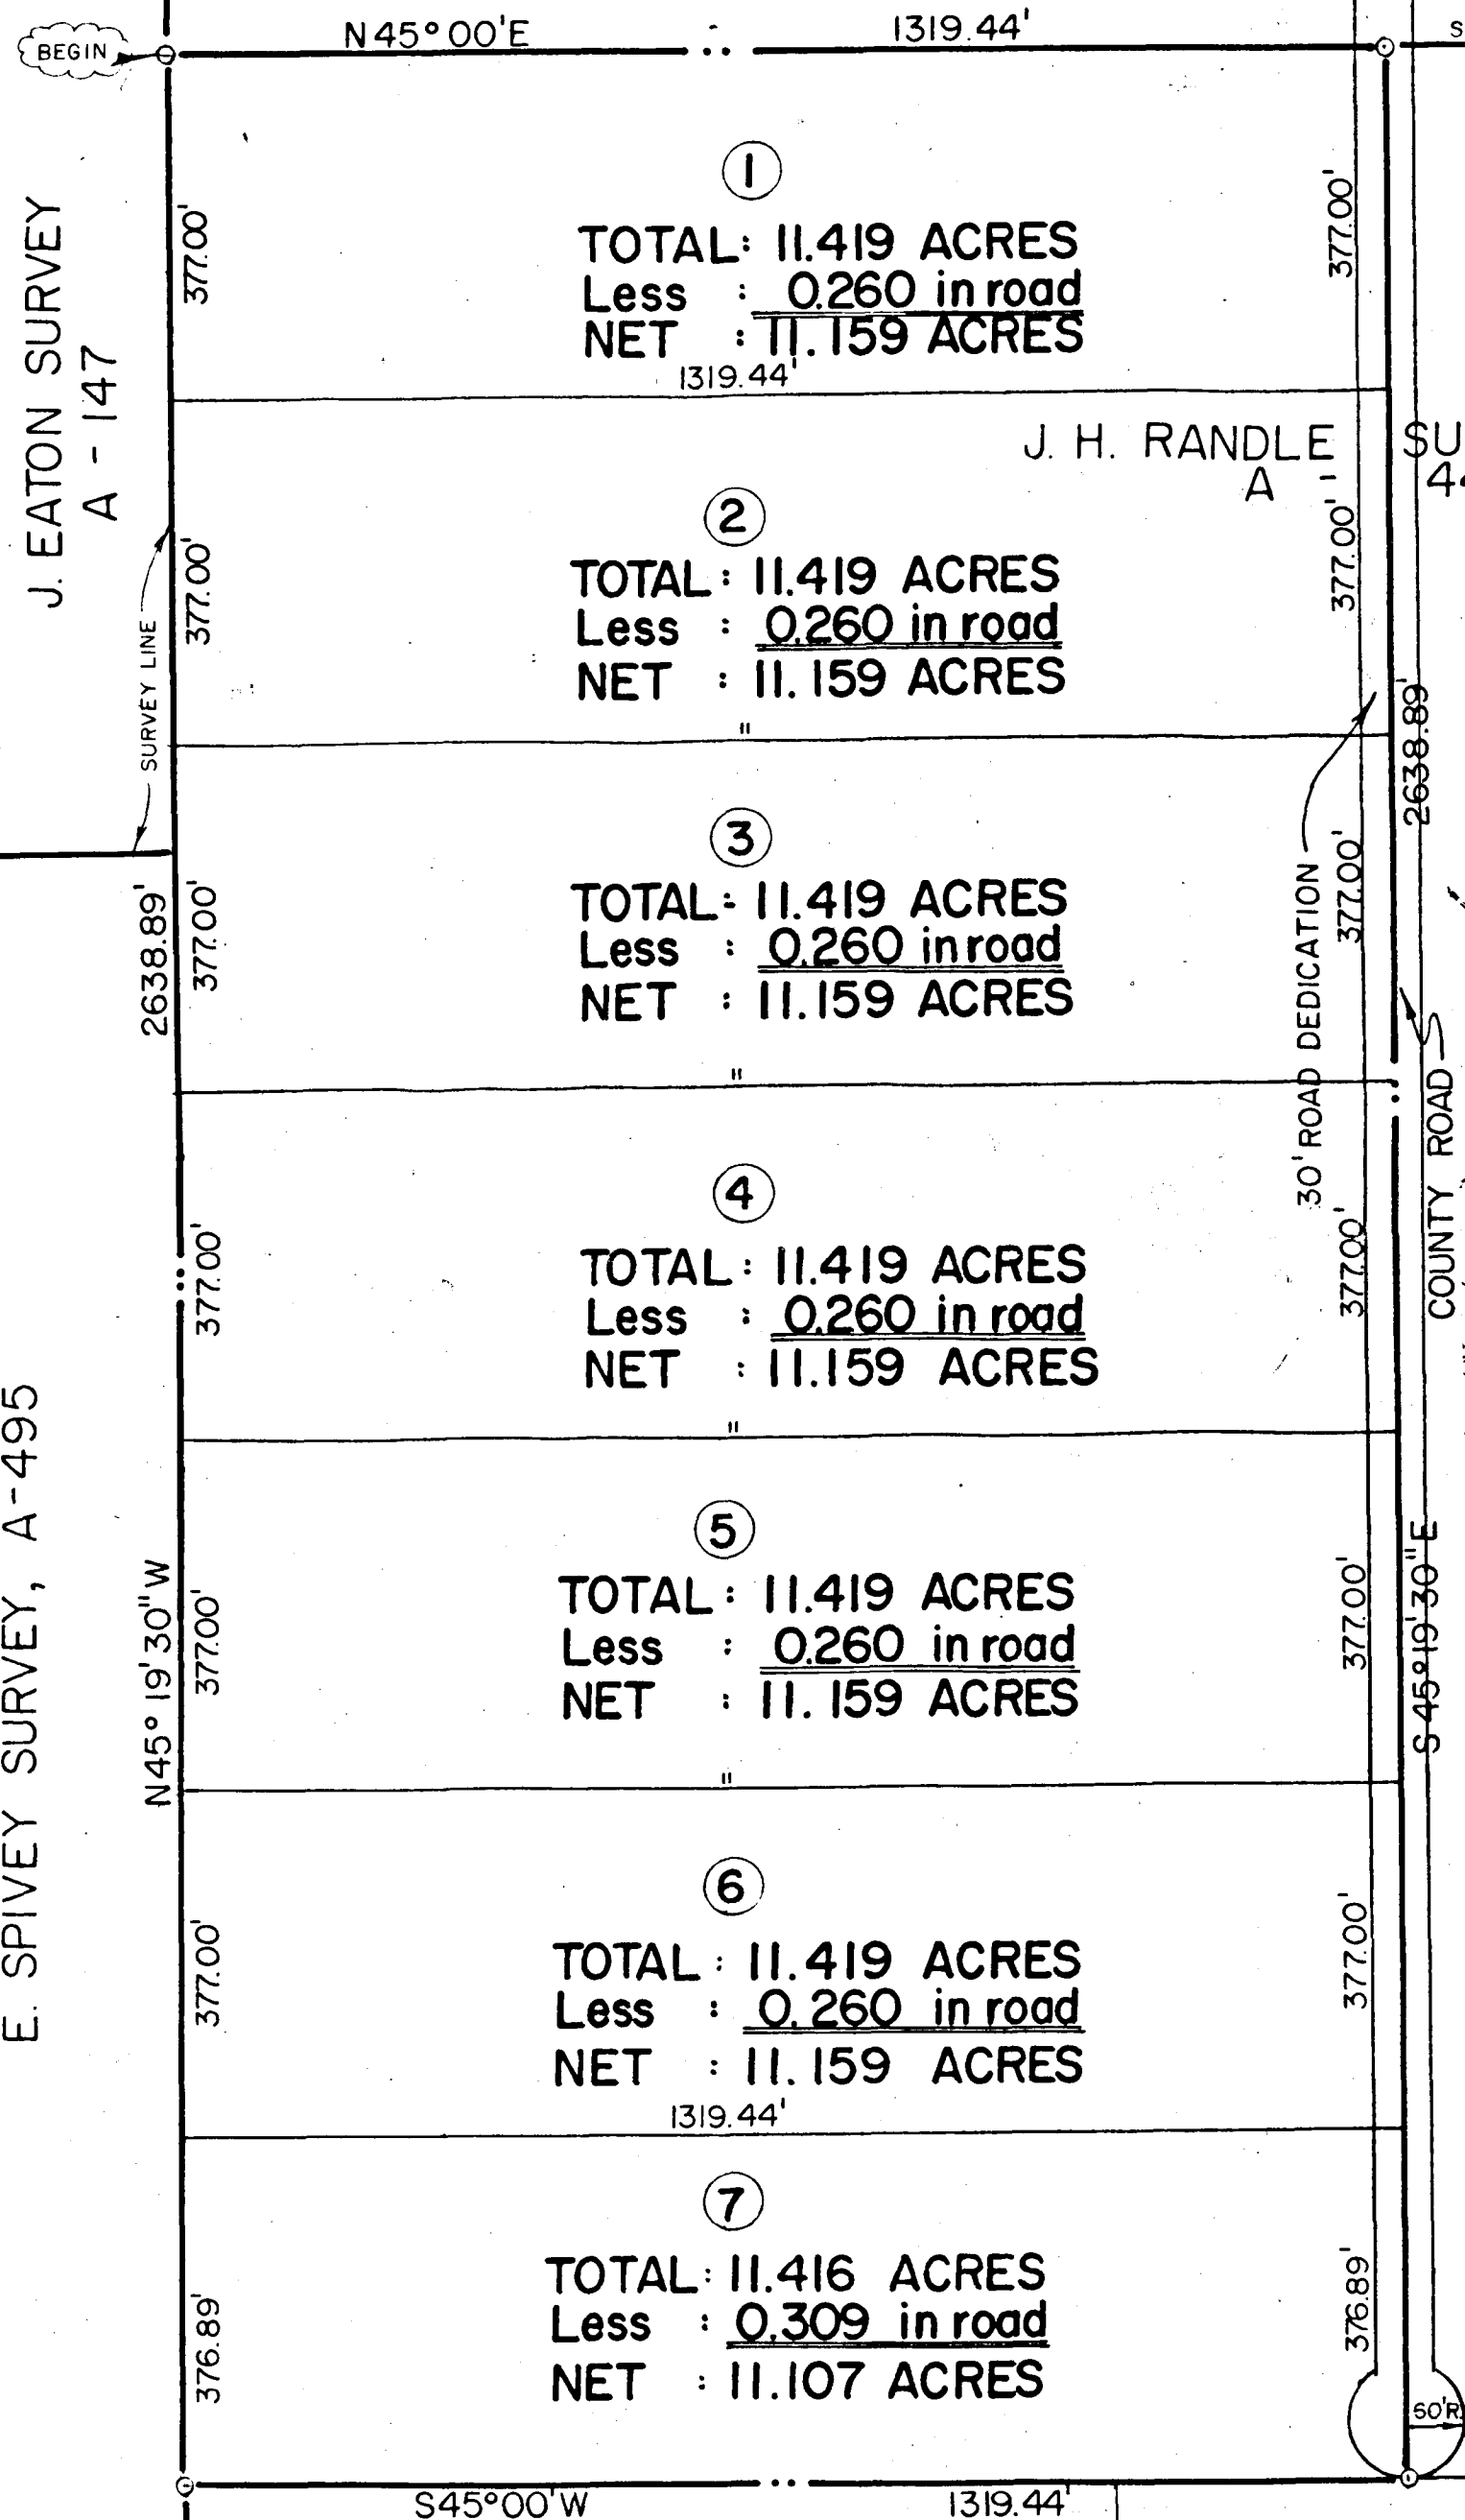 N45°00'E
1319.44'
S
BEGIN
①
TOTAL: 11.419 ACRES
Less : 0.260 in road
NET : 11.159 ACRES
1319.44'
377.00'
377.00'
J. EATON SURVEY
A - 147
J. H. RANDLE SU
A - 44
②
TOTAL: 11.419 ACRES
Less : 0.260 in road
NET : 11.159 ACRES
"
377.00'
377.00'
SURVEY LINE
2638.89'
③
TOTAL: 11.419 ACRES
Less : 0.260 in road
NET : 11.159 ACRES
"
377.00'
377.00'
2638.89'
30' ROAD DEDICATION
COUNTY ROAD
④
TOTAL: 11.419 ACRES
Less : 0.260 in road
NET : 11.159 ACRES
"
377.00'
377.00'
E. SPIVEY SURVEY, A-495
N45°19'30"W
S45°19'30"E
⑤
TOTAL: 11.419 ACRES
Less : 0.260 in road
NET : 11.159 ACRES
"
377.00'
377.00'
⑥
TOTAL: 11.419 ACRES
Less : 0.260 in road
NET : 11.159 ACRES
1319.44'
377.00'
377.00'
⑦
TOTAL: 11.416 ACRES
Less : 0.309 in road
NET : 11.107 ACRES
376.89'
376.89'
60'R
S45°00'W
1319.44'